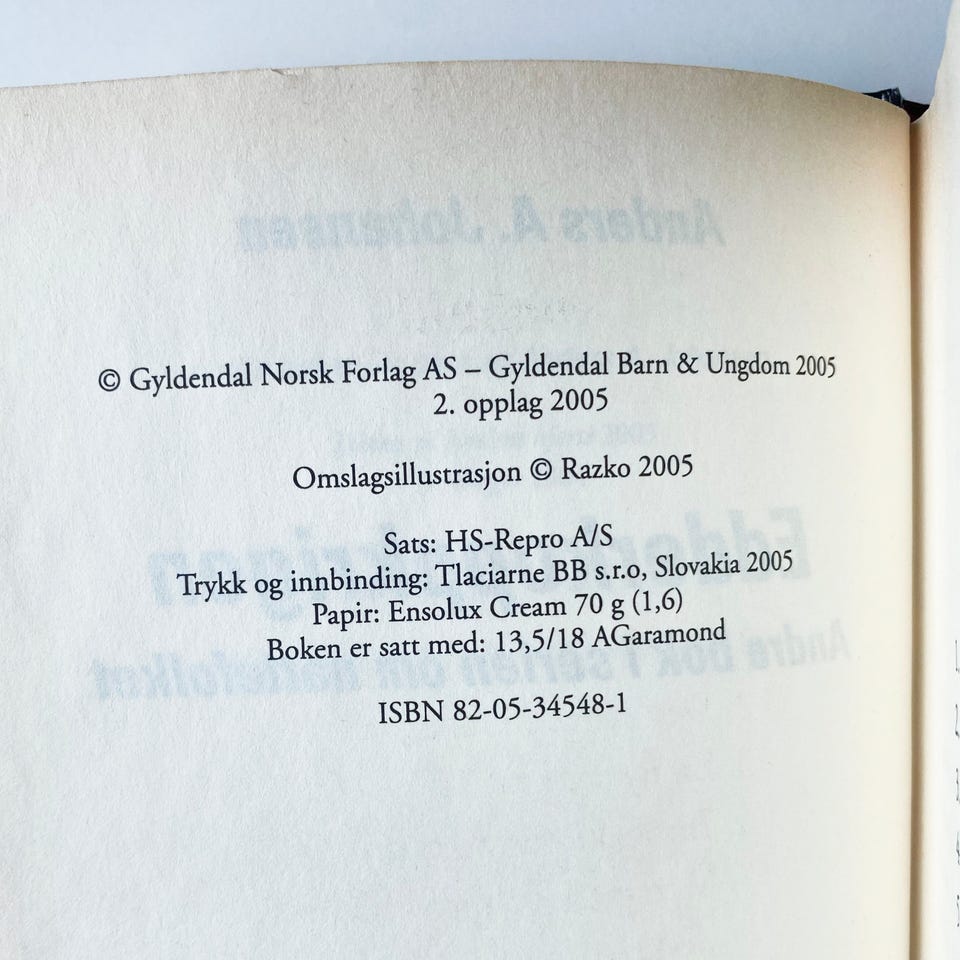 © Gyldendal Norsk Forlag AS – Gyldendal Barn & Ungdom 2005
2. opplag 2005
Omslagsillustrasjon © Razko 2005
Sats: HS-Repro A/S
Trykk og innbinding: Tlaciarne BB s.r.o, Slovakia 2005
Papir: Ensolux Cream 70 g (1,6)
Boken er satt med: 13,5/18 AGaramond
ISBN 82-05-34548-1